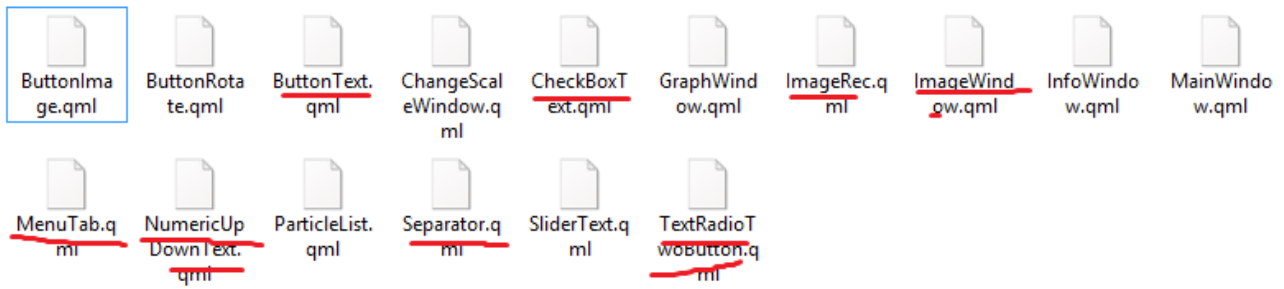 ButtonIma
ge.qml
ButtonRota
te.qml
ButtonText.
qml
ChangeScal
eWindow.q
ml
CheckBoxT
ext.qml
GraphWind
ow.qml
ImageRec.q
ml
ImageWind
ow.qml
InfoWindo
w.qml
MainWindo
w.qml
MenuTab.q
ml
NumericUp
DownText.
qml
ParticleList.
qml
Separator.q
ml
SliderText.q
ml
TextRadioT
woButton.q
ml